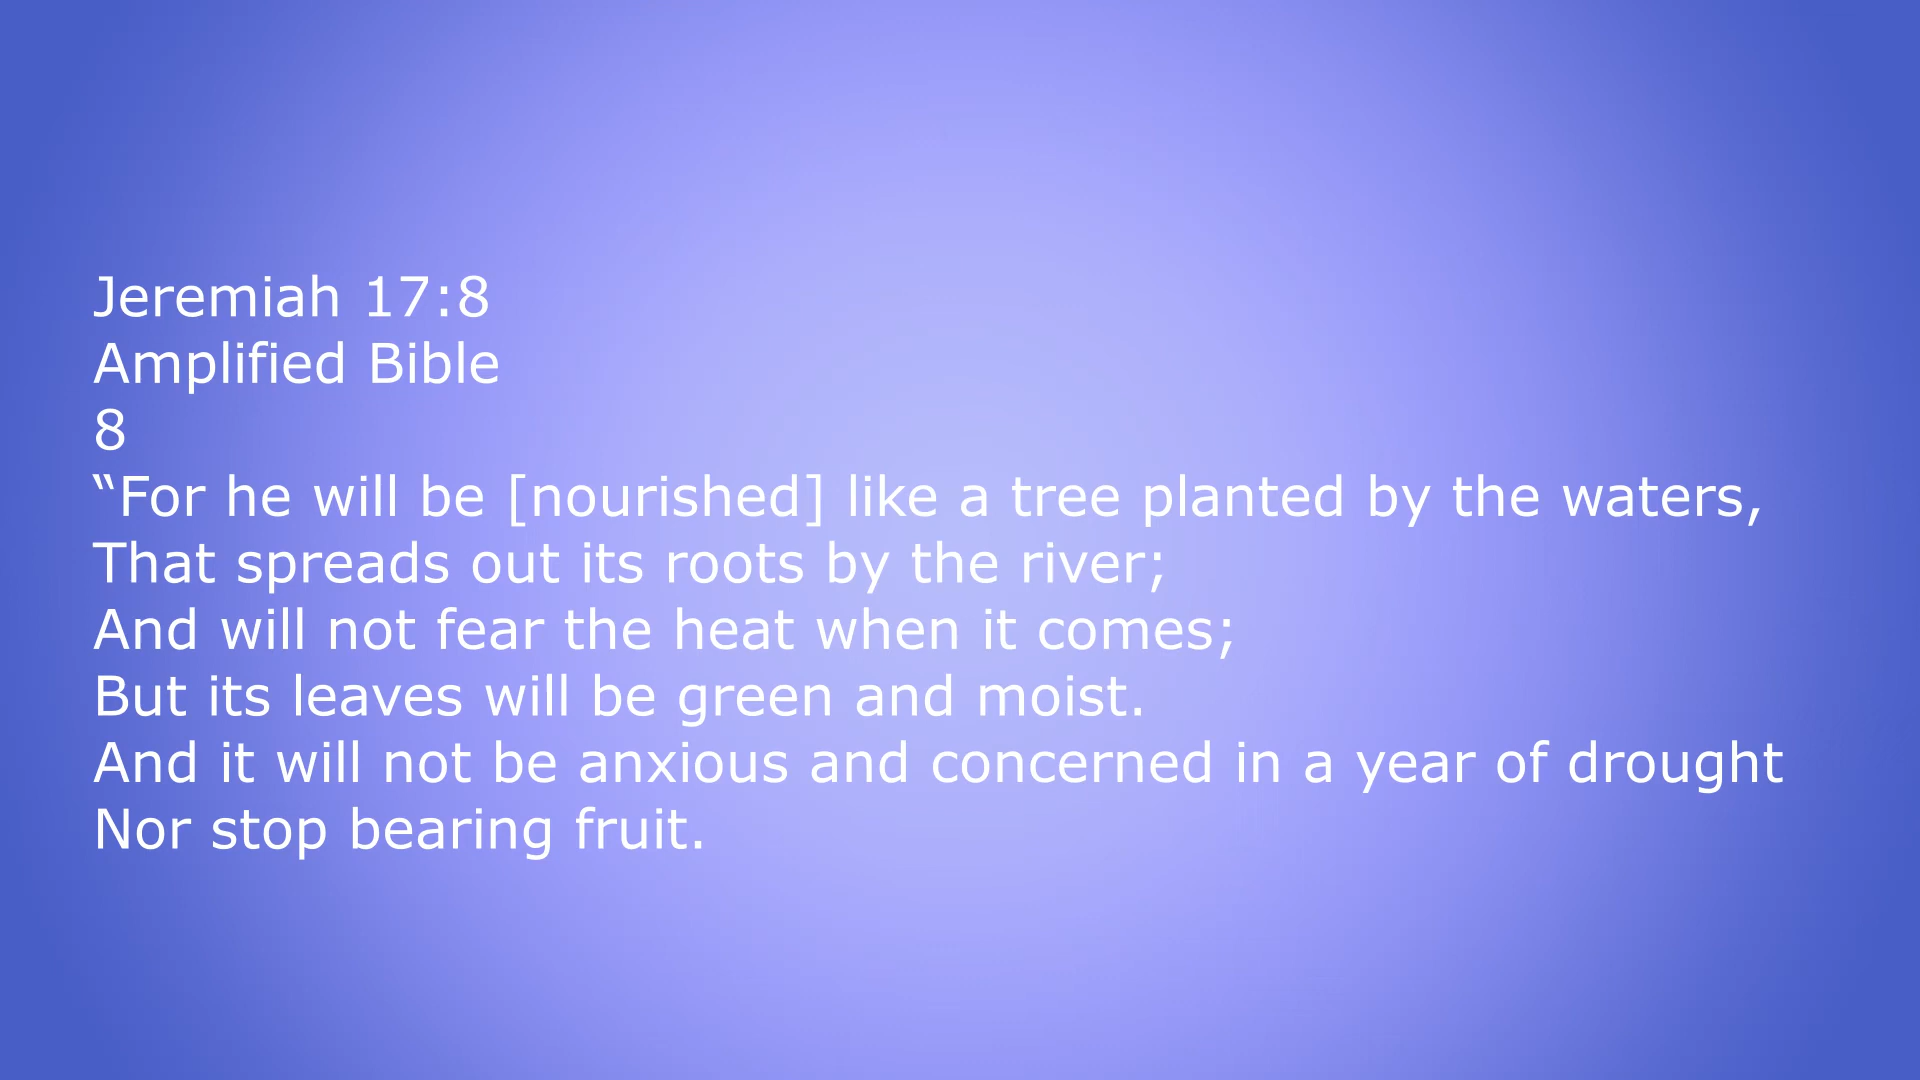 Jeremiah 17:8
Amplified Bible
8
“For he will be [nourished] like a tree planted by the waters,
That spreads out its roots by the river;
And will not fear the heat when it comes;
But its leaves will be green and moist.
And it will not be anxious and concerned in a year of drought
Nor stop bearing fruit.